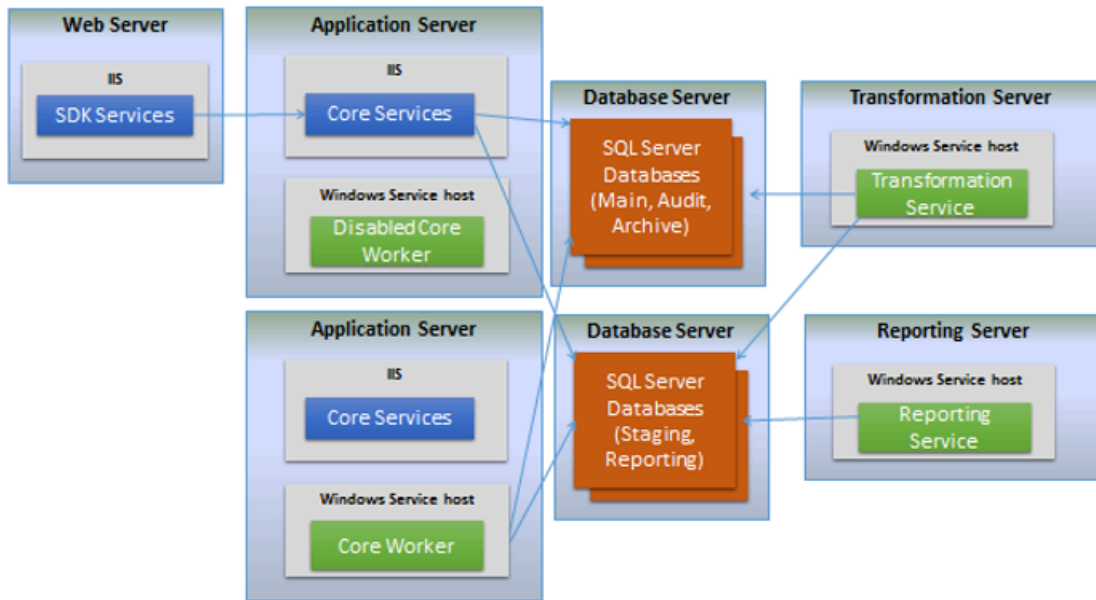 Web Server
IIS
SDK Services
Application Server
IIS
Core Services
Windows Service host
Disabled Core
Worker
Application Server
IIS
Core Services
Windows Service host
Core Worker
Database Server
SQL Server
Databases
(Main, Audit,
Archive)
Database Server
SQL Server
Databases
(Staging,
Reporting)
Transformation Server
Windows Service host
Transformation
Service
Reporting Server
Windows Service host
Reporting
Service